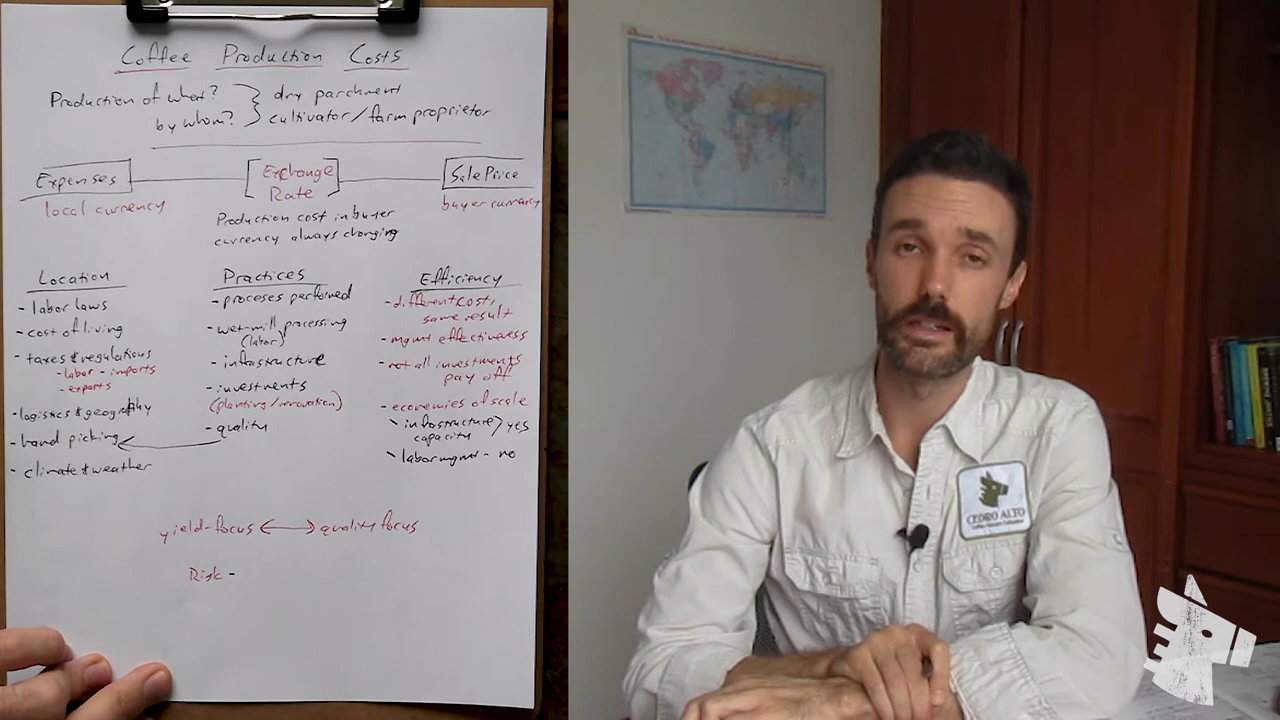 Coffee Production Costs
Production of what? } dry parchment
by whom? } cultivator/farm proprietor
Expenses
local currency
[Exchange
Rate]
Production cost in buyer
currency always changing
Sale Price
buyer currency
Location
- labor laws
- cost of living
- taxes & regulations
- labor - imports
- exports
- logistics & geography
- hand picking
- climate & weather
Practices
- proceses performed
- wet-mill processing
(labor)
- infrastructure
- investments
(planting/renovation)
- quality
Efficiency
- different costs,
same result
- mgmt effectiveness
- not all investments
pay off
- economies of scale
\ infrastructure } yes
capacity
\ labor mgmt - no
yield-focus ↔ quality focus
Risk -
CEDRO ALTO